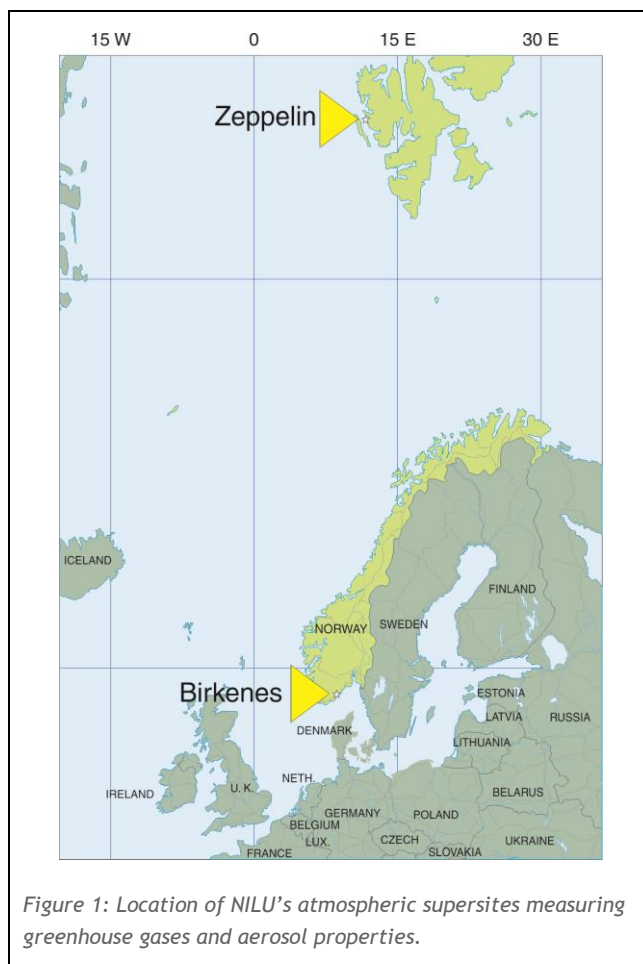 15 W 0 15 E 30 E
Zeppelin
ICELAND
FINLAND
NORWAY
SWEDEN
Birkenes
ESTONIA
LATVIA
RUSSIA
DENMARK
LITHUANIA
IRELAND
U. K.
NETH.
BELARUS
GERMANY
POLAND
BELGIUM
LUX.
CZECH
UKRAINE
FRANCE
SLOVAKIA
Figure 1: Location of NILU’s atmospheric supersites measuring
greenhouse gases and aerosol properties.